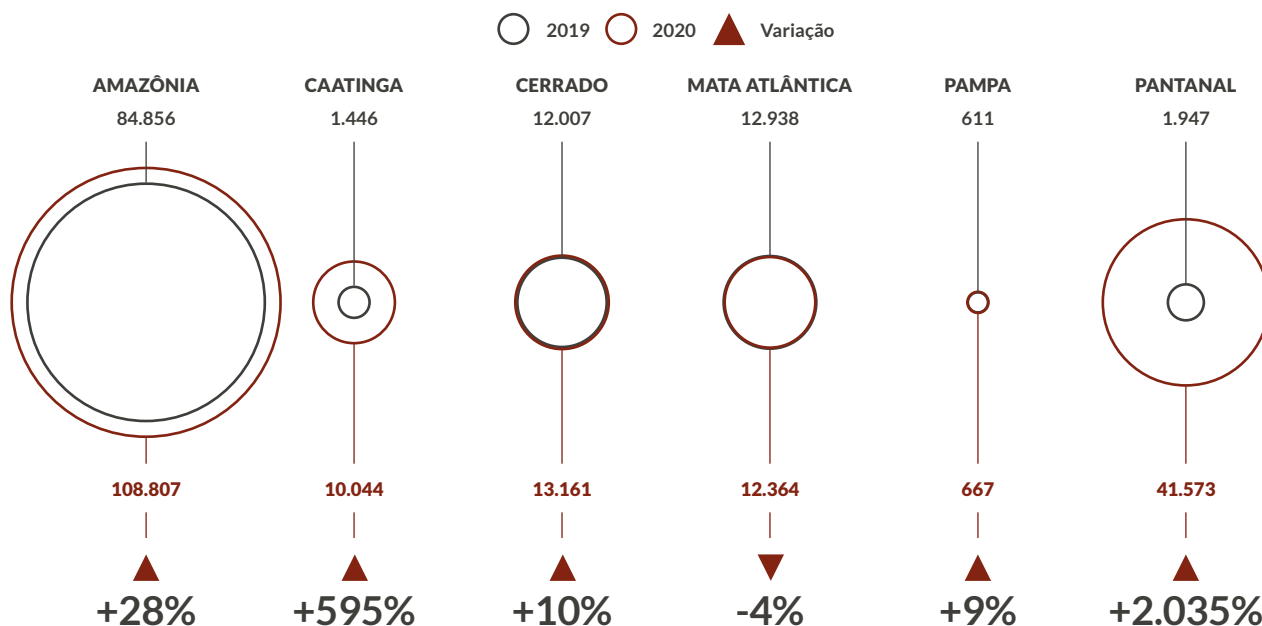 2019 2020 Variação
AMAZÔNIA CAATINGA CERRADO MATA ATLÂNTICA PAMPA PANTANAL
84.856 1.446 12.007 12.938 611 1.947
108.807 10.044 13.161 12.364 667 41.573
+28% +595% +10% -4% +9% +2.035%